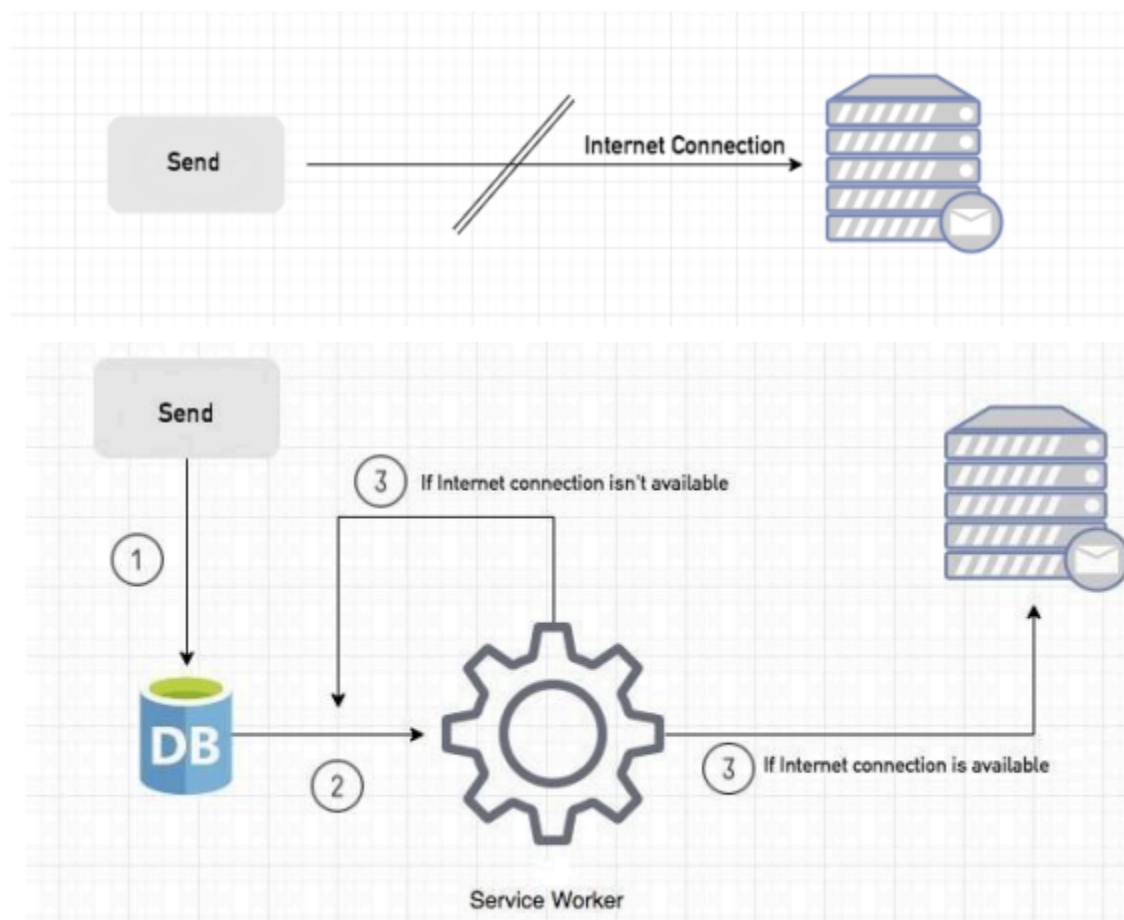 Send
Internet Connection
Send
3 If Internet connection isn't available
1
DB
2
3 If Internet connection is available
Service Worker